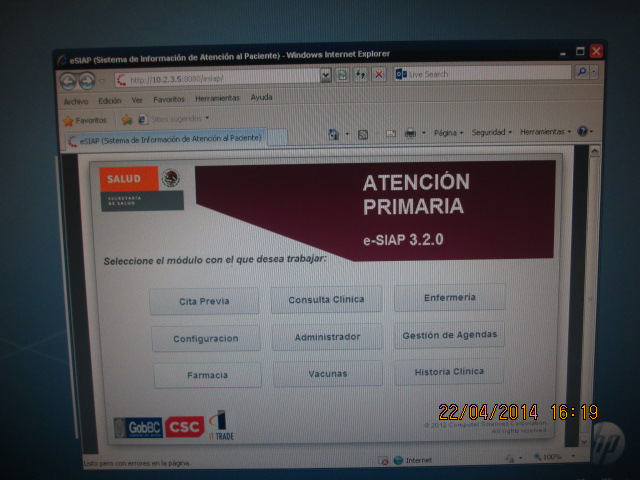 eSIAP (Sistema de Información de Atención al Paciente) - Windows Internet Explorer
http://10.2.3.5:8080/esiap/
Live Search
Archivo Edición Ver Favoritos Herramientas Ayuda
Favoritos Sitios sugeridos
eSIAP (Sistema de Información de Atención al Paciente)
Página Seguridad Herramientas
SALUD
SECRETARÍA
DE SALUD
ATENCIÓN
PRIMARIA
e-SIAP 3.2.0
Seleccione el módulo con el que desea trabajar:
Cita Previa Consulta Clínica Enfermería
Configuracion Administrador Gestión de Agendas
Farmacia Vacunas Historia Clínica
22/04/2014 16:19
GobBC CSC iT TRADE
© 2012 Computer Sciences Corporation
All rights reserved
hp
Listo pero con errores en la página.
Internet
100%